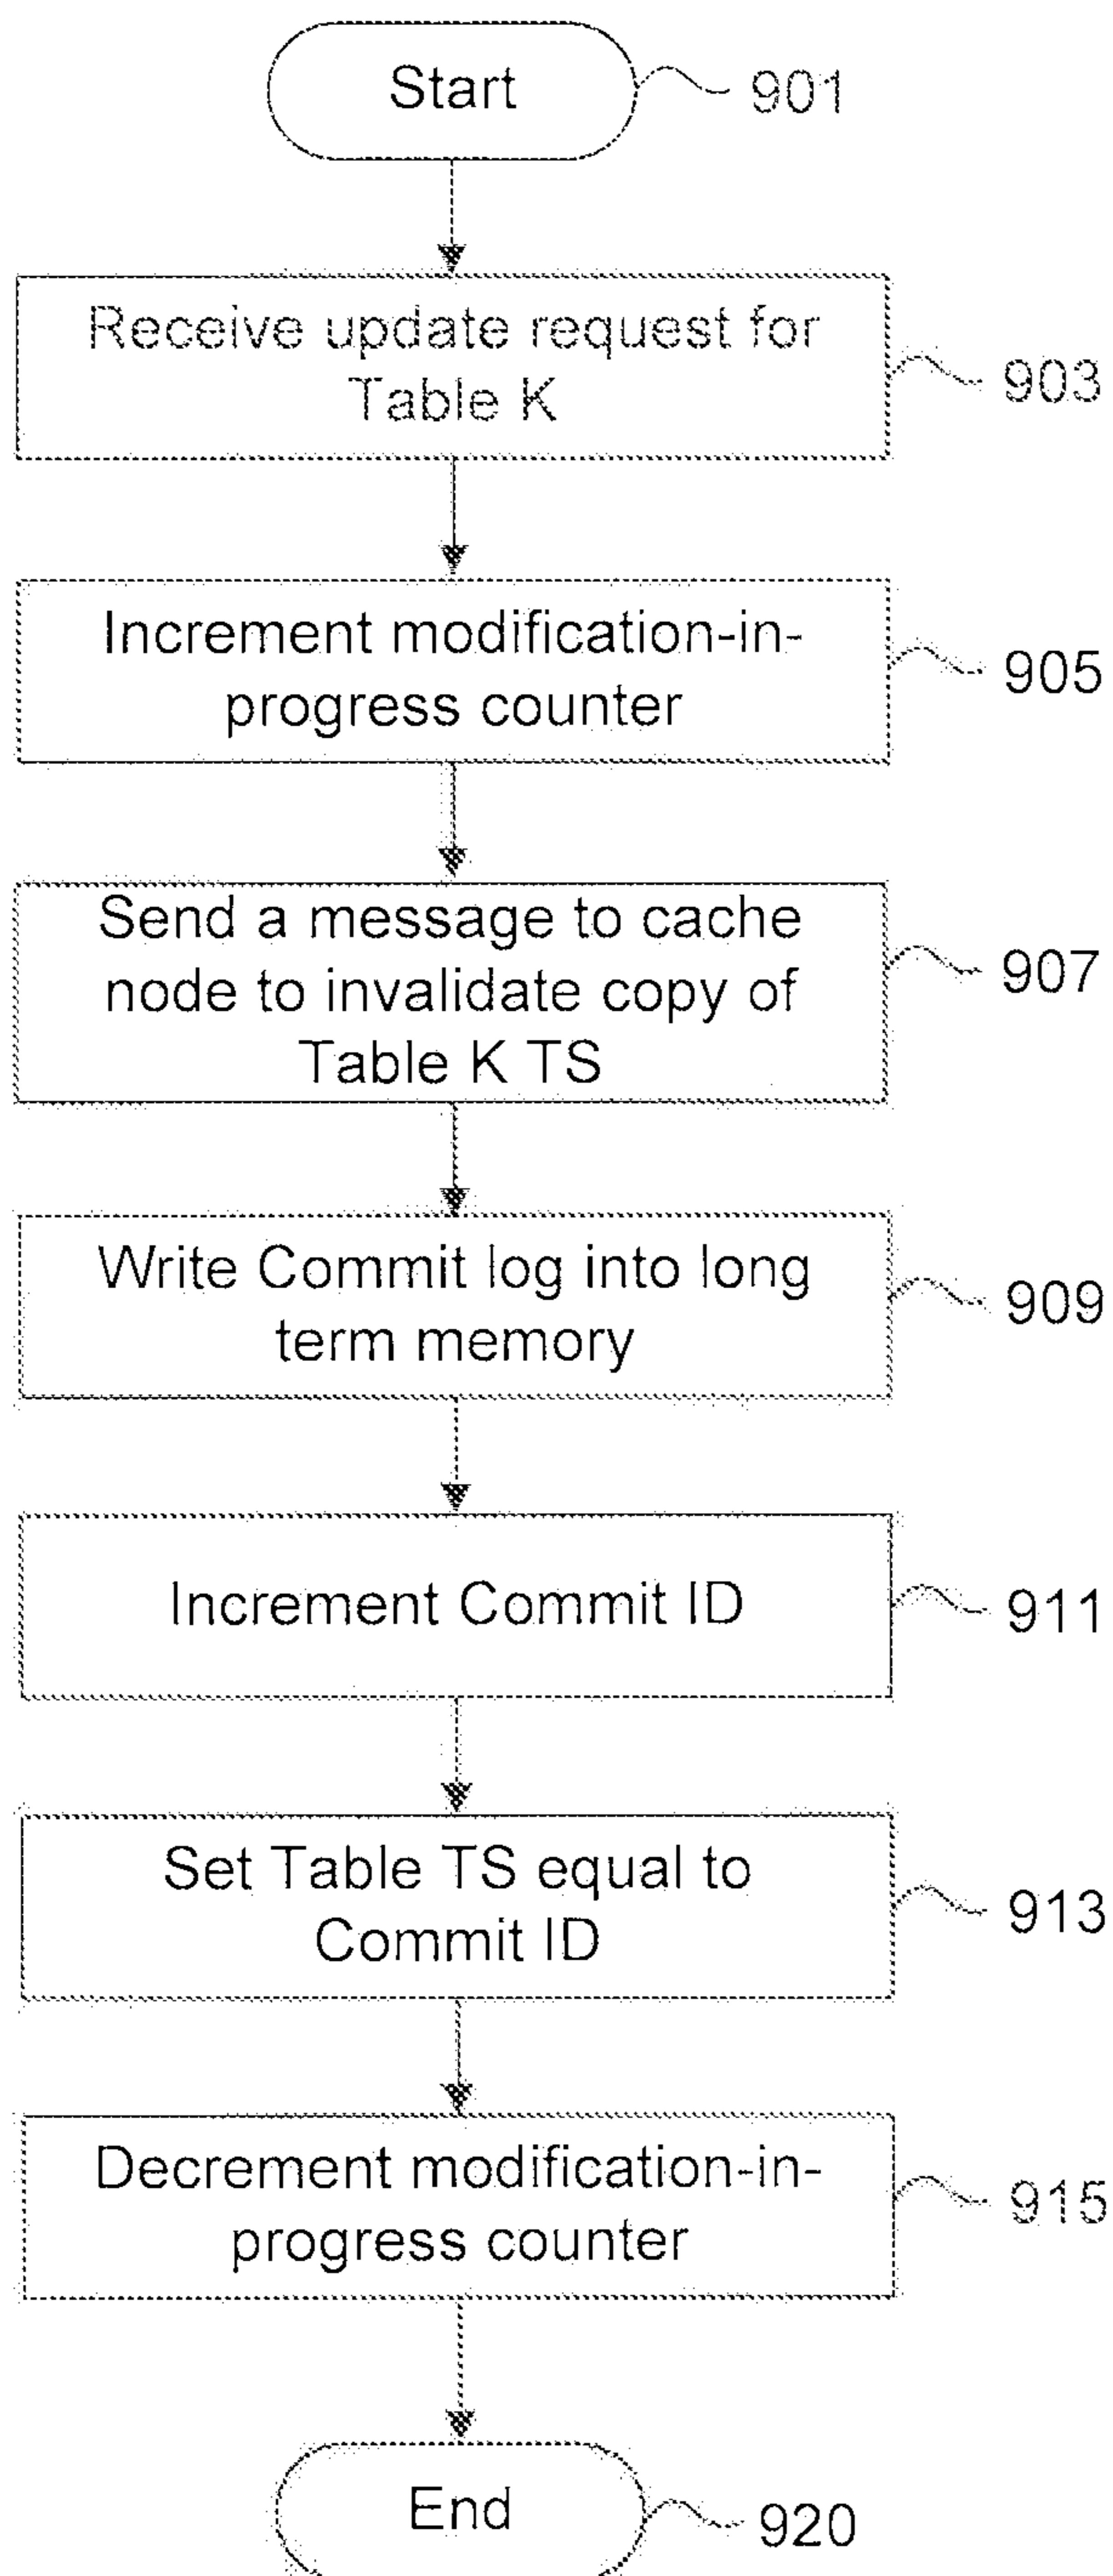 Start
901
Receive update request for
Table K
903
Increment modification-in-
progress counter
905
Send a message to cache
node to invalidate copy of
Table K TS
907
Write Commit log into long
term memory
909
Increment Commit ID
911
Set Table TS equal to
Commit ID
913
Decrement modification-in-
progress counter
915
End
920